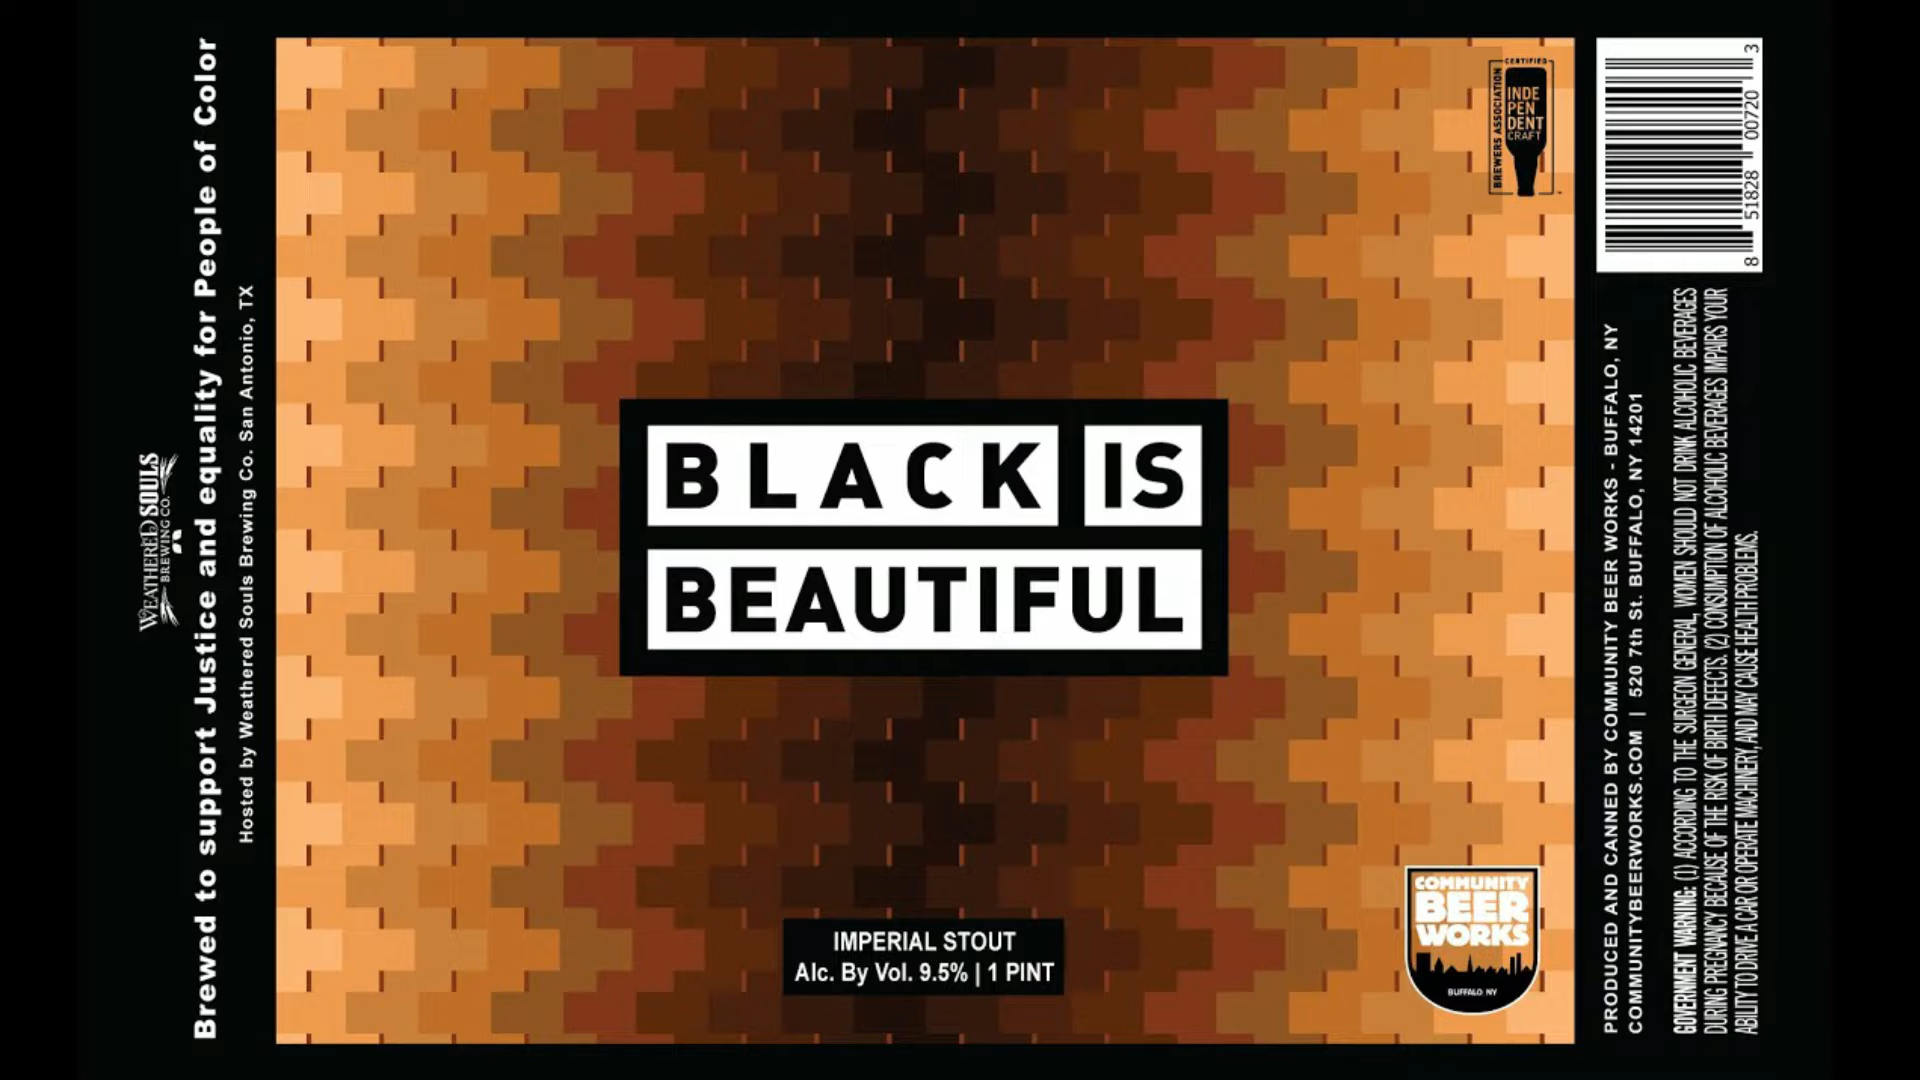 WEATHERED SOULS
BREWING CO.
Brewed to support Justice and equality for People of Color
Hosted by Weathered Souls Brewing Co. San Antonio, TX
BLACK IS
BEAUTIFUL
IMPERIAL STOUT
Alc. By Vol. 9.5% | 1 PINT
BREWERS ASSOCIATION
CERTIFIED
INDE
PEN
DENT
CRAFT
TM
COMMUNITY
BEER
WORKS
BUFFALO, NY
8 51828 00720 3
PRODUCED AND CANNED BY COMMUNITY BEER WORKS - BUFFALO, NY
COMMUNITYBEERWORKS.COM | 520 7th St. BUFFALO, NY 14201
GOVERNMENT WARNING: (1) ACCORDING TO THE SURGEON GENERAL, WOMEN SHOULD NOT DRINK ALCOHOLIC BEVERAGES
DURING PREGNANCY BECAUSE OF THE RISK OF BIRTH DEFECTS. (2) CONSUMPTION OF ALCOHOLIC BEVERAGES IMPAIRS YOUR
ABILITY TO DRIVE A CAR OR OPERATE MACHINERY, AND MAY CAUSE HEALTH PROBLEMS.